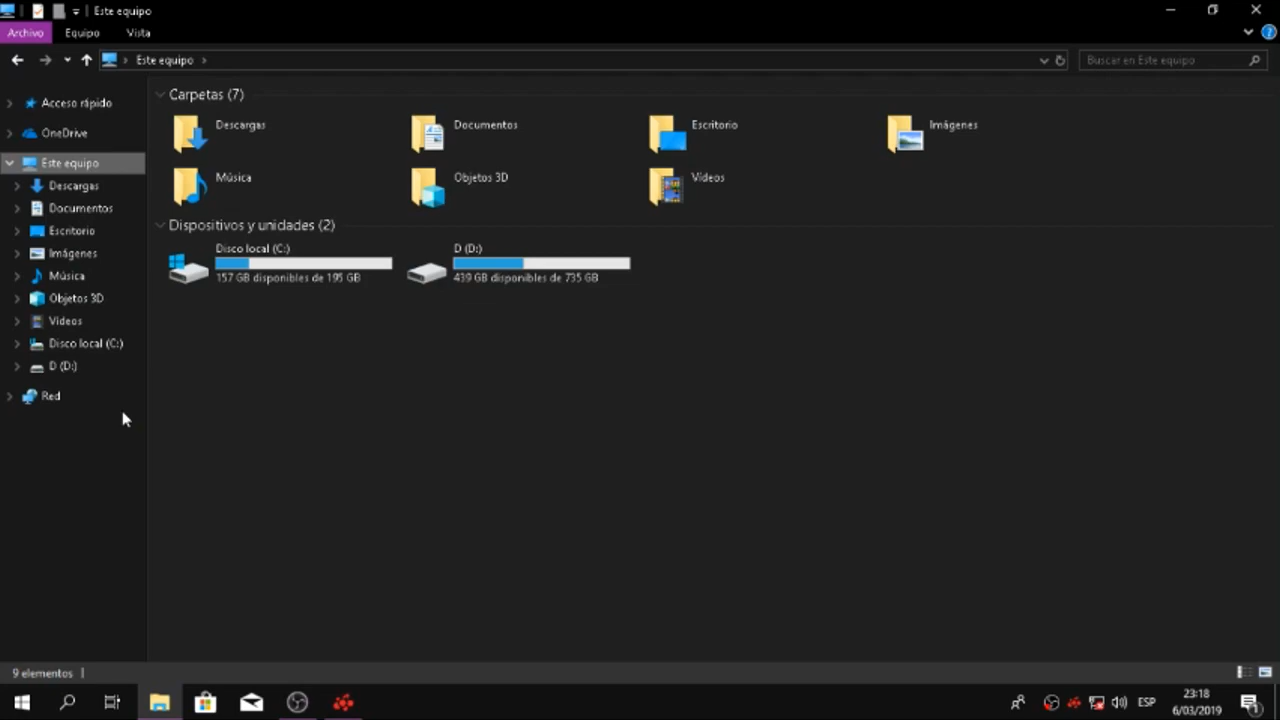 Este equipo
Archivo
Equipo
Vista
Este equipo
Buscar en Este equipo
Acceso rápido
OneDrive
Este equipo
Descargas
Documentos
Escritorio
Imágenes
Música
Objetos 3D
Vídeos
Disco local (C:)
D (D:)
Red
Carpetas (7)
Descargas
Documentos
Escritorio
Imágenes
Música
Objetos 3D
Vídeos
Dispositivos y unidades (2)
Disco local (C:)
157 GB disponibles de 195 GB
D (D:)
439 GB disponibles de 735 GB
9 elementos
ESP
23:18
6/03/2019
1